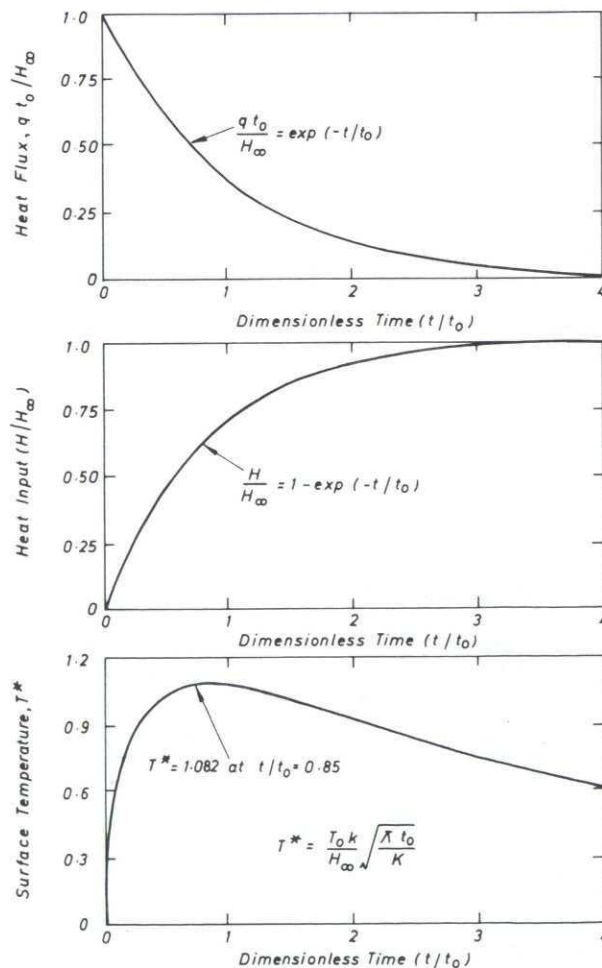 1.0
0.75
0.50
0.25
0
Heat Flux, q t₀/H∞
q t₀/H∞ = exp (-t/t₀)
0 1 2 3 4
Dimensionless Time (t/t₀)
1.0
0.75
0.50
0.25
0
Heat Input (H/H∞)
H/H∞ = 1 - exp (-t/t₀)
0 1 2 3 4
Dimensionless Time (t/t₀)
1.2
0.9
0.6
0.3
0
Surface Temperature, T*
T* = 1.082 at t/t₀ = 0.85
T* = T₀ k/H∞ √(π t₀/K)
0 1 2 3 4
Dimensionless Time (t/t₀)